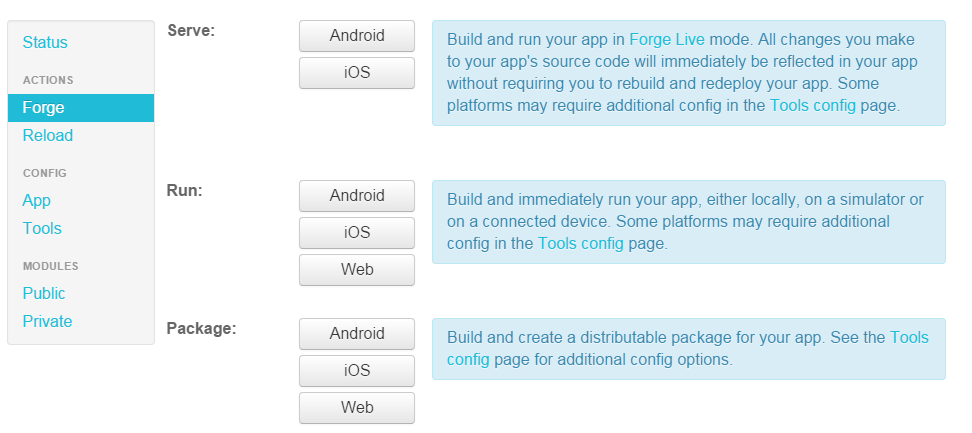 Status
ACTIONS
Forge
Reload
CONFIG
App
Tools
MODULES
Public
Private
Serve:
Android
iOS
Build and run your app in Forge Live mode. All changes you make
to your app's source code will immediately be reflected in your app
without requiring you to rebuild and redeploy your app. Some
platforms may require additional config in the Tools config page.
Run:
Android
iOS
Web
Build and immediately run your app, either locally, on a simulator or
on a connected device. Some platforms may require additional
config in the Tools config page.
Package:
Android
iOS
Web
Build and create a distributable package for your app. See the Tools
config page for additional config options.